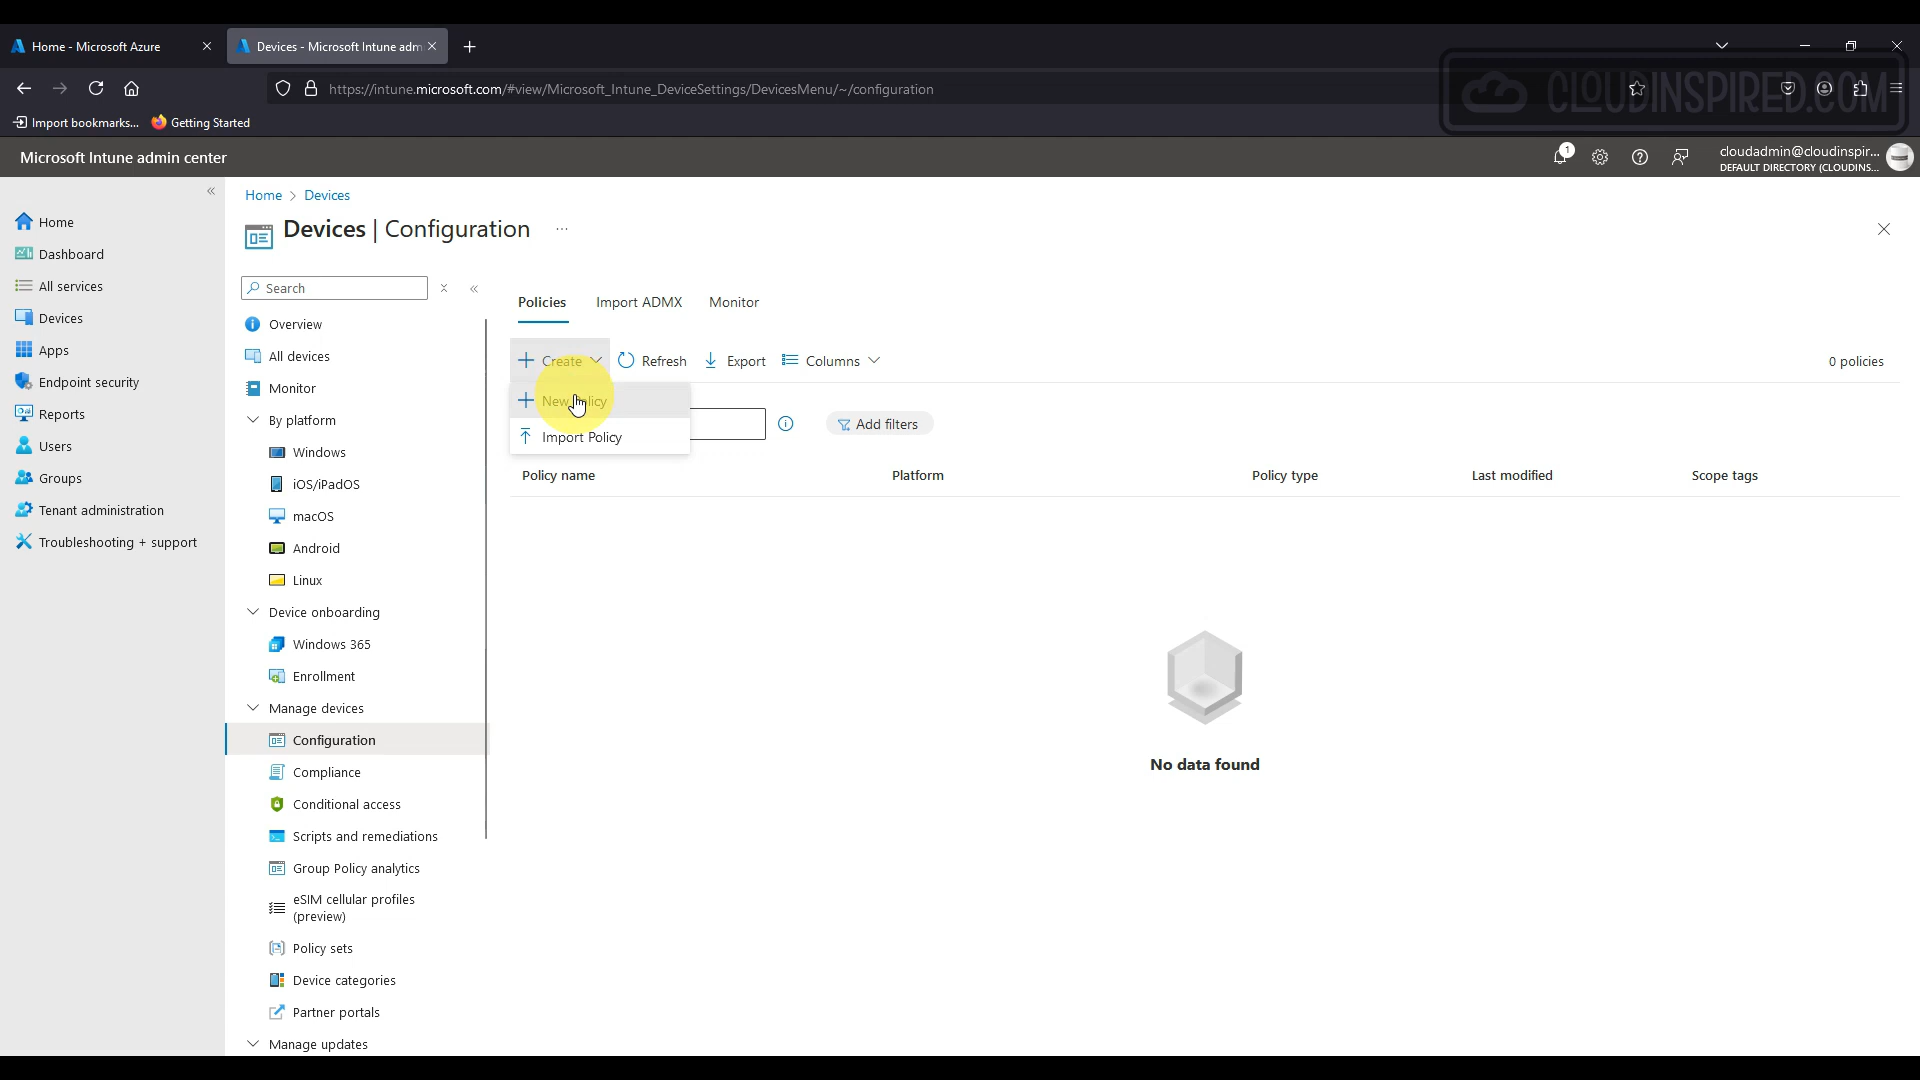 Home - Microsoft Azure
Devices - Microsoft Intune adm
https://intune.microsoft.com/#view/Microsoft_Intune_DeviceSettings/DevicesMenu/~/configuration
CLOUDINSPIRED.COM
Import bookmarks...
Getting Started
Microsoft Intune admin center
1
cloudadmin@cloudinspir...
DEFAULT DIRECTORY (CLOUDINS...
Home > Devices
Devices | Configuration
...
Home
Dashboard
All services
Devices
Apps
Endpoint security
Reports
Users
Groups
Tenant administration
Troubleshooting + support
Search
Overview
All devices
Monitor
By platform
Windows
iOS/iPadOS
macOS
Android
Linux
Device onboarding
Windows 365
Enrollment
Manage devices
Configuration
Compliance
Conditional access
Scripts and remediations
Group Policy analytics
eSIM cellular profiles
(preview)
Policy sets
Device categories
Partner portals
Manage updates
Policies
Import ADMX
Monitor
Create
Refresh
Export
Columns
0 policies
New Policy
Import Policy
Add filters
Policy name
Platform
Policy type
Last modified
Scope tags
No data found